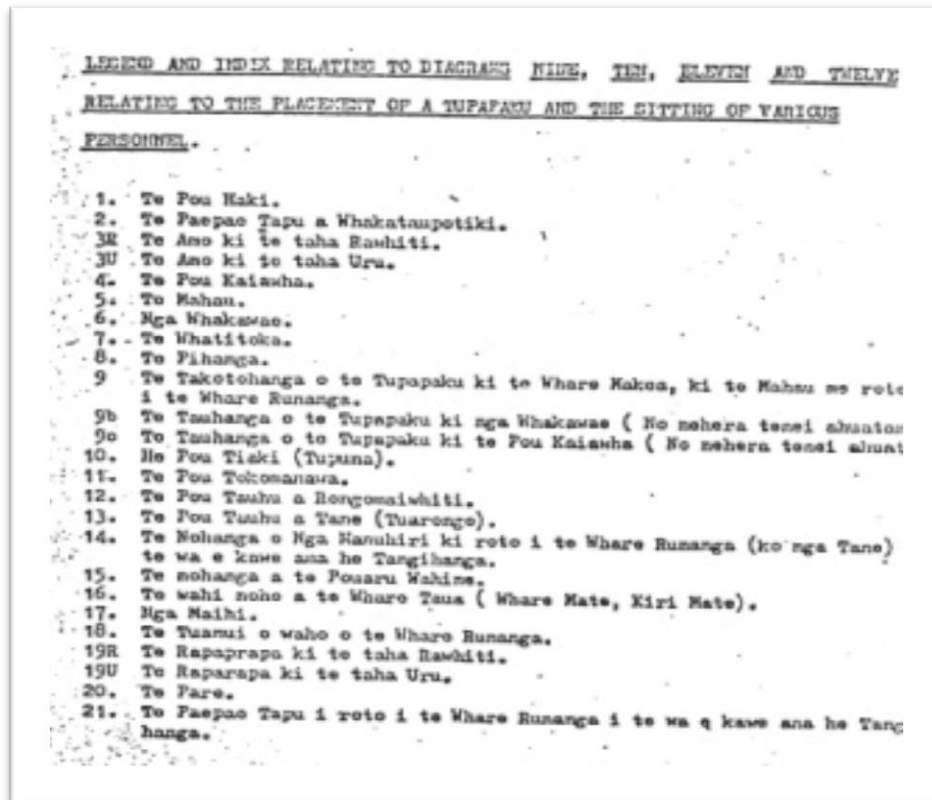 LEGEND AND INDEX RELATING TO DIAGRAMS NINE, TEN, ELEVEN AND TWELVE
RELATING TO THE PLACEMENT OF A TUPAPAKU AND THE SITTING OF VARIOUS
PERSONNEL.
1. Te Pou Haki.
2. Te Paepae Tapu a Whakataupotiki.
3R Te Amo ki te taha Rawhiti.
3U Te Amo ki te taha Uru.
4. Te Pou Kaiawha.
5. Te Mahau.
6. Nga Whakawae.
7. Te Whatitoka.
8. Te Pihanga.
9 Te Takotohanga o te Tupapaku ki te Whare Makoa, ki te Mahau me roto
i te Whare Runanga.
9b Te Tauhanga o te Tupapaku ki nga Whakawae ( No nehera tenei ahuatan
9c Te Tauhanga o te Tupapaku ki te Pou Kaiawha ( No nehera tenei ahuat
10. He Pou Tiaki (Tupuna).
11. Te Pou Tokomanawa.
12. Te Pou Tauhu a Rongomaiwhiti.
13. Te Pou Tuuhu a Tane (Tuarongo).
14. Te Nohanga o Nga Manuhiri ki roto i te Whare Runanga (ko nga Tane)
te wa e kawe ana he Tangihanga.
15. Te nohanga a te Pouaru Wahine.
16. Te wahi noho a te Whare Taua ( Whare Mate, Kiri Mate).
17. Nga Maihi.
18. Te Tuanui o waho o te Whare Runanga.
19R Te Rapaprapa ki te taha Rawhiti.
19U Te Raparapa ki te taha Uru.
20. Te Pare.
21. Te Paepae Tapu i roto i te Whare Runanga i te wa q kawe ana he Tang
hanga.